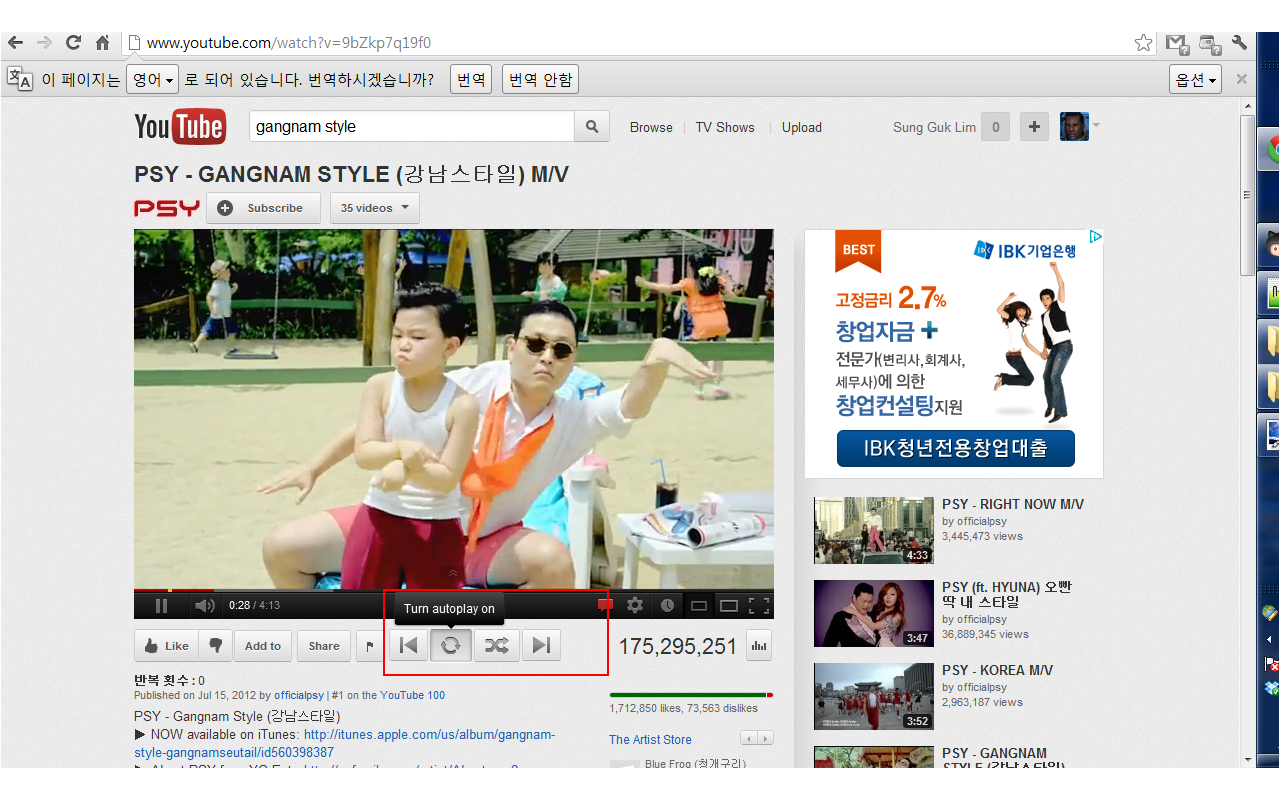 www.youtube.com/watch?v=9bZkp7q19f0
이 페이지는 영어 로 되어 있습니다. 번역하시겠습니까? 번역 번역 안함 옵션
YouTube gangnam style Browse TV Shows Upload Sung Guk Lim 0
PSY - GANGNAM STYLE (강남스타일) M/V
PSY Subscribe 35 videos
BEST
IBK기업은행
고정금리 2.7%
창업자금
전문가(변리사,회계사,
세무사)에 의한
창업컨설팅지원
IBK청년전용창업대출
0:28 / 4:13
Turn autoplay on
Like Add to Share 175,295,251
반복 횟수 : 0
Published on Jul 15, 2012 by officialpsy | #1 on the YouTube 100
PSY - Gangnam Style (강남스타일)
▶ NOW available on iTunes: http://itunes.apple.com/us/album/gangnam-
style-gangnamseutail/id560398387
1,712,850 likes, 73,563 dislikes
The Artist Store
Blue Frog (청개구리)
PSY - RIGHT NOW M/V
by officialpsy
3,445,473 views
4:33
PSY (ft. HYUNA) 오빤
딱 내 스타일
by officialpsy
36,889,345 views
3:47
PSY - KOREA M/V
by officialpsy
2,963,187 views
3:52
PSY - GANGNAM
STYLE (강남스타일)